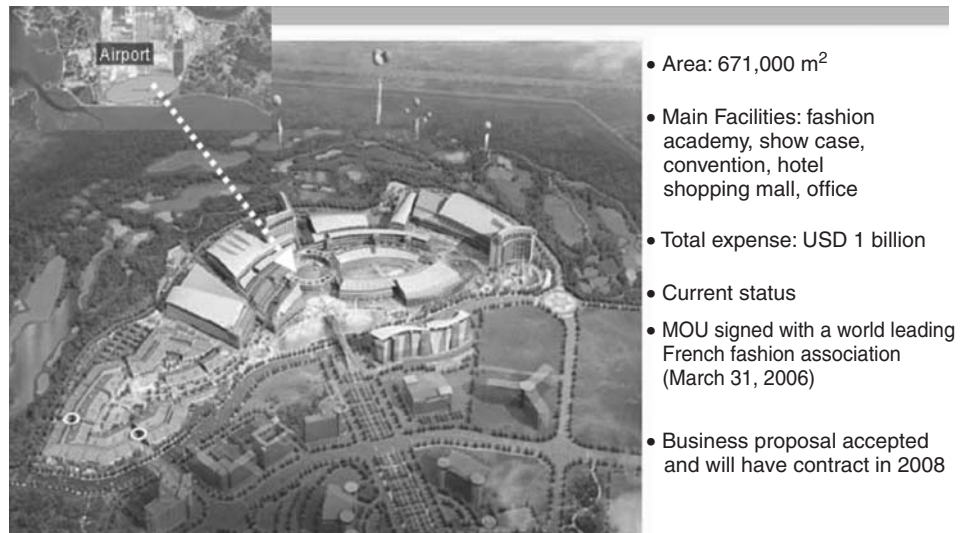 Airport
• Area: 671,000 m²
• Main Facilities: fashion
academy, show case,
convention, hotel
shopping mall, office
• Total expense: USD 1 billion
• Current status
• MOU signed with a world leading
French fashion association
(March 31, 2006)
• Business proposal accepted
and will have contract in 2008